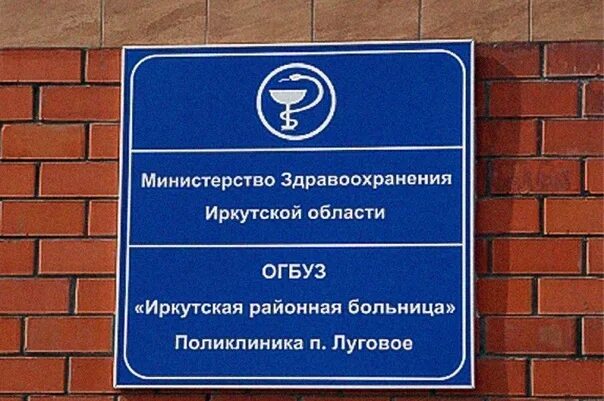 Министерство Здравоохранения
Иркутской области
ОГБУЗ
«Иркутская районная больница»
Поликлиника п. Луговое